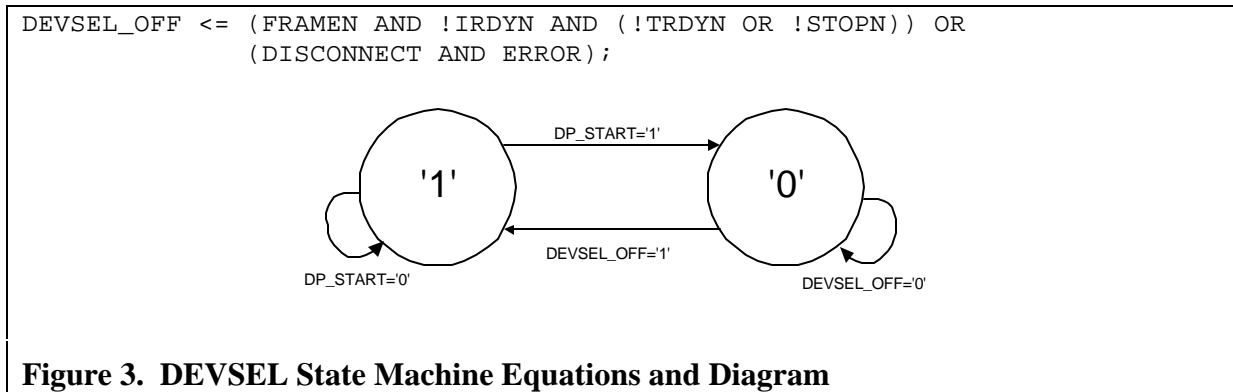 DEVSEL_OFF <= (FRAMEN AND !IRDYN AND (!TRDYN OR !STOPN)) OR
(DISCONNECT AND ERROR);
DP_START='1'
'1'
'0'
DEVSEL_OFF='1'
DP_START='0'
DEVSEL_OFF='0'
Figure 3. DEVSEL State Machine Equations and Diagram